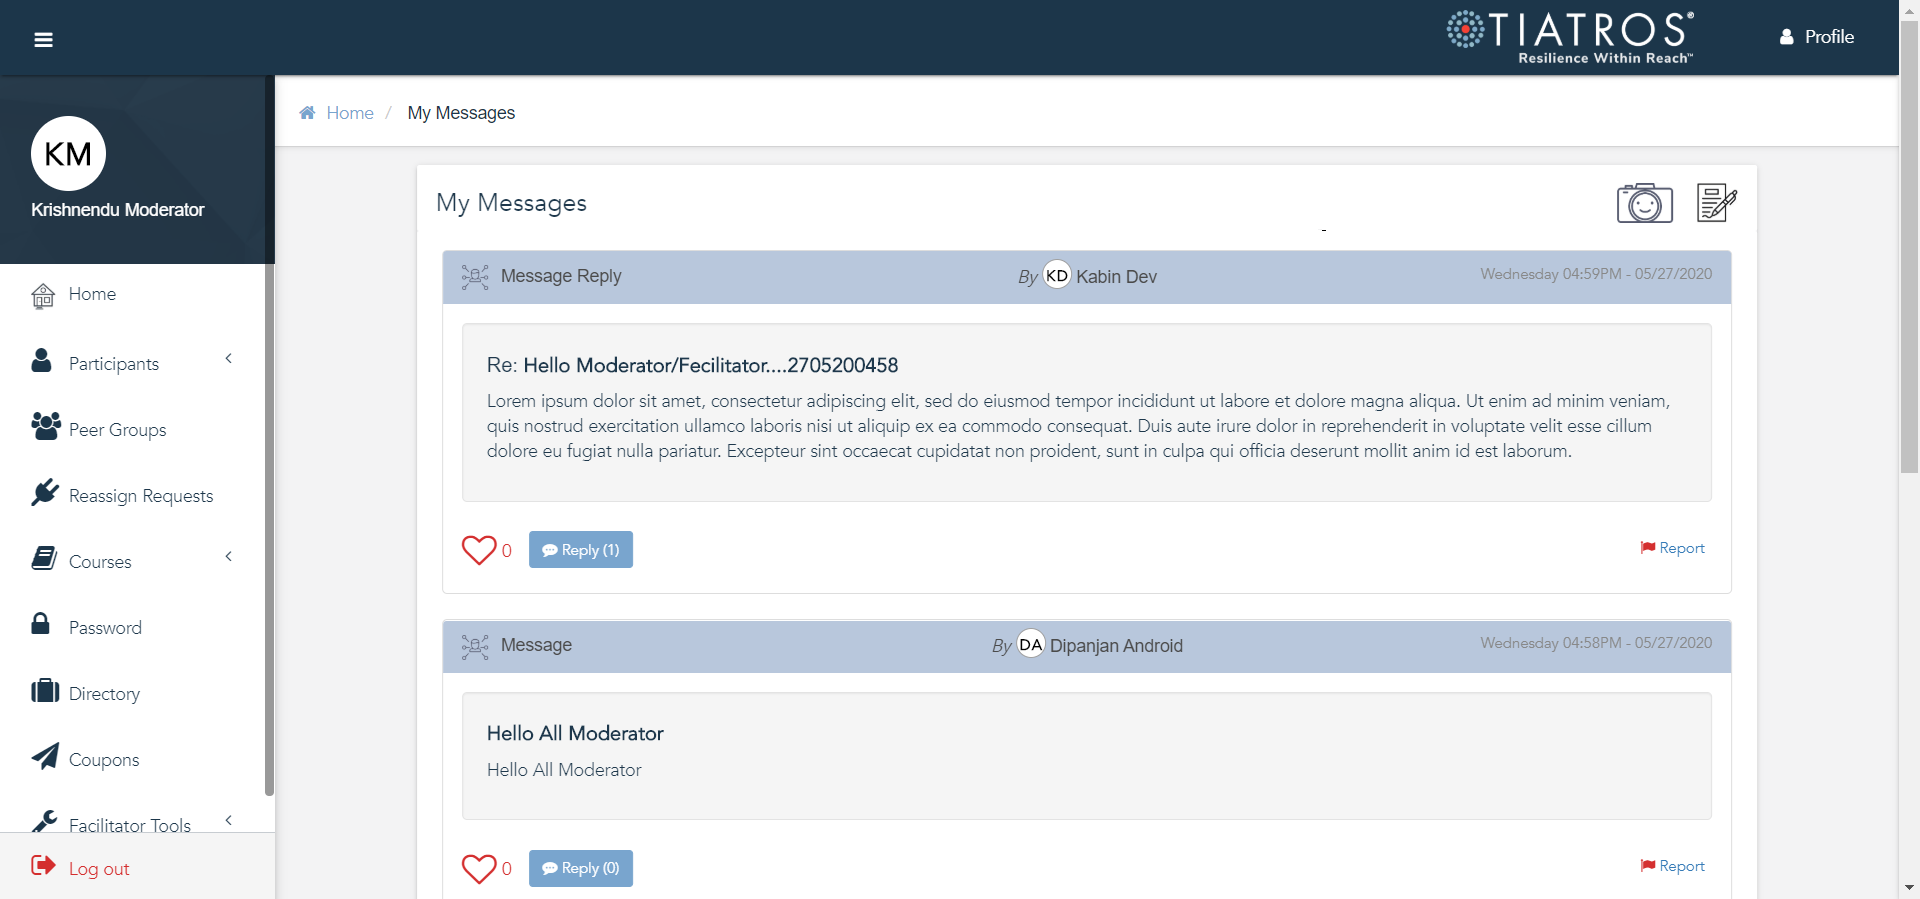 TIATROS®
Resilience Within Reach™
Profile
KM
Krishnendu Moderator
Home
Participants
Peer Groups
Reassign Requests
Courses
Password
Directory
Coupons
Facilitator Tools
Log out
Home / My Messages
My Messages
Message Reply
By KD Kabin Dev
Wednesday 04:59PM - 05/27/2020
Re: Hello Moderator/Fecilitator....2705200458
Lorem ipsum dolor sit amet, consectetur adipiscing elit, sed do eiusmod tempor incididunt ut labore et dolore magna aliqua. Ut enim ad minim veniam,
quis nostrud exercitation ullamco laboris nisi ut aliquip ex ea commodo consequat. Duis aute irure dolor in reprehenderit in voluptate velit esse cillum
dolore eu fugiat nulla pariatur. Excepteur sint occaecat cupidatat non proident, sunt in culpa qui officia deserunt mollit anim id est laborum.
0
Reply (1)
Report
Message
By DA Dipanjan Android
Wednesday 04:58PM - 05/27/2020
Hello All Moderator
Hello All Moderator
0
Reply (0)
Report